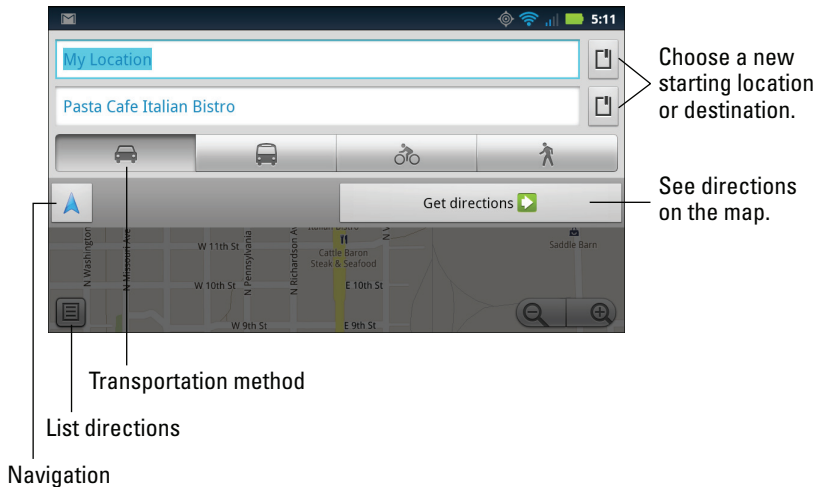 5:11
My Location
Pasta Cafe Italian Bistro
Get directions
Choose a new
starting location
or destination.
See directions
on the map.
N Washington
N Missouri Ave
W 11th St
N Pennsylvania
N Richardson
Italian Bistro
Cattle Baron
Steak & Seafood
Saddle Barn
W 10th St
E 10th St
W 9th St
E 9th St
Transportation method
List directions
Navigation